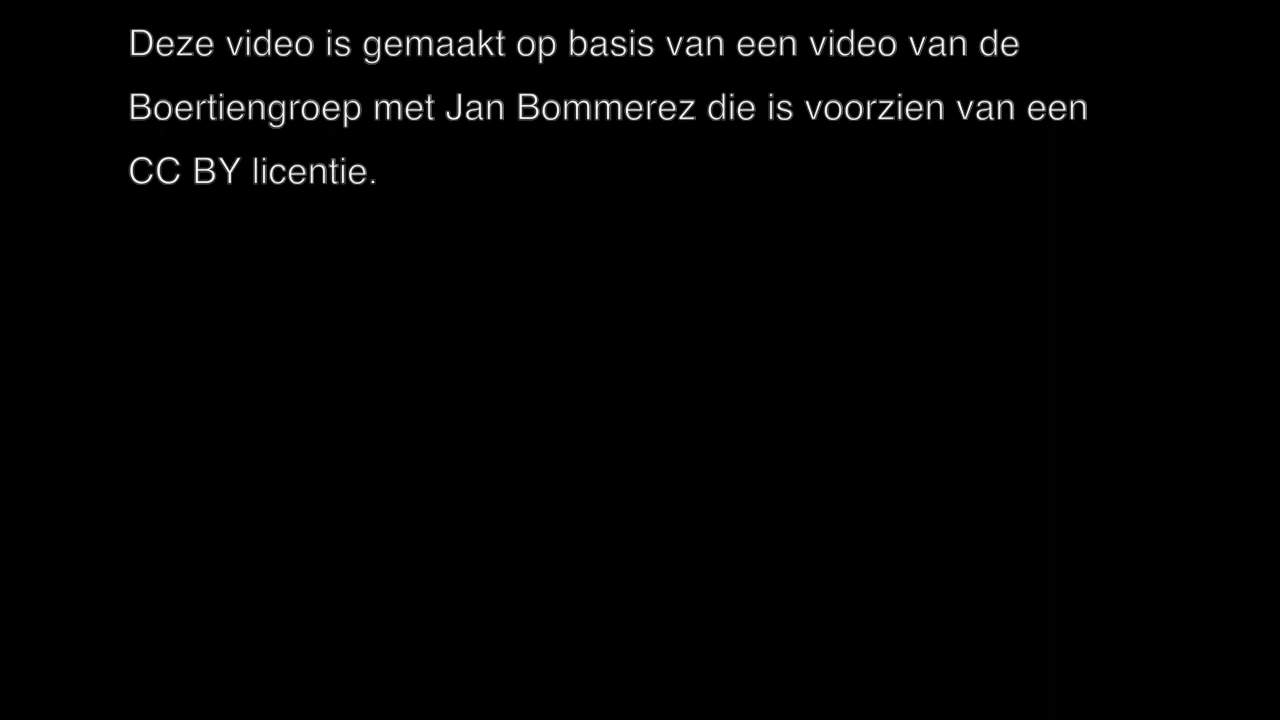 Deze video is gemaakt op basis van een video van de
Boertiengroep met Jan Bommerez die is voorzien van een
CC BY licentie.